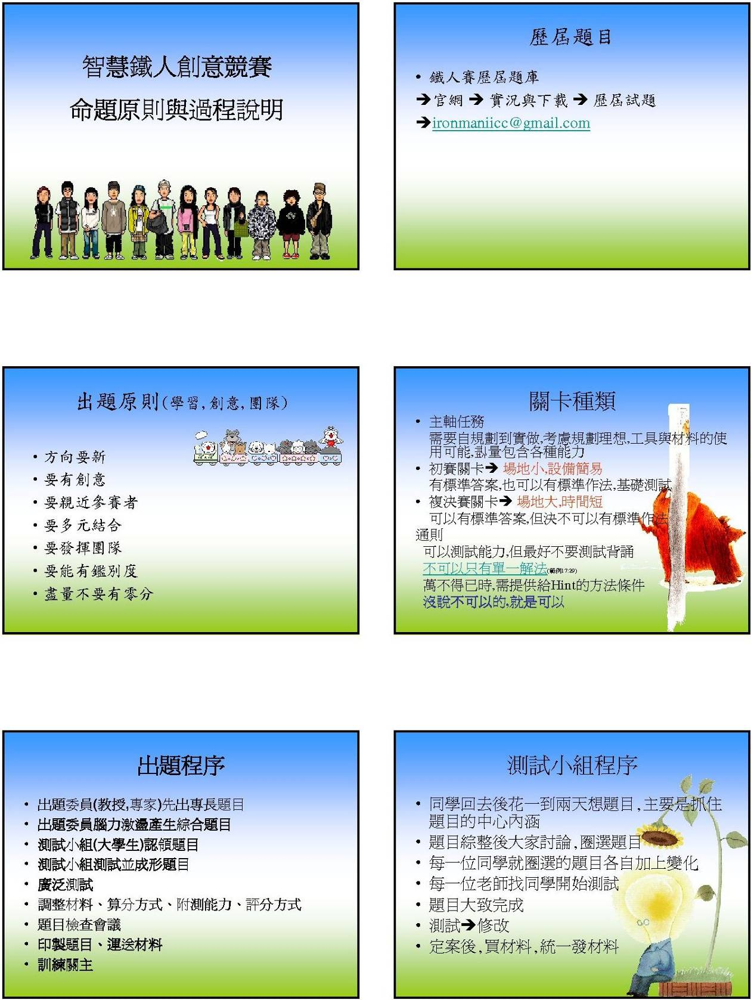 智慧鐵人創意競賽
命題原則與過程說明
歷屆題目
• 鐵人賽歷屆題庫
➔官網 ➔ 實況與下載 ➔ 歷屆試題
➔ironmaniicc@gmail.com
出題原則(學習,創意,團隊)
• 方向要新
• 要有創意
• 要親近參賽者
• 要多元結合
• 要發揮團隊
• 要能有鑑別度
• 盡量不要有零分
關卡種類
• 主軸任務
需要自規劃到實做,考慮規劃理想,工具與材料的使
用可能,盡量包含各種能力
• 初賽關卡➔ 場地小,設備簡易
有標準答案,也可以有標準作法,基礎測試
• 複決賽關卡➔ 場地大,時間短
可以有標準答案,但決不可以有標準作法
通則
可以測試能力,但最好不要測試背誦
不可以只有單一解法(範例17:29)
萬不得已時,需提供給Hint的方法條件
沒說不可以的,就是可以
出題程序
• 出題委員(教授,專家)先出專長題目
• 出題委員腦力激盪產生綜合題目
• 測試小組(大學生)認領題目
• 測試小組測試並成形題目
• 廣泛測試
• 調整材料、算分方式、附測能力、評分方式
• 題目檢查會議
• 印製題目、運送材料
• 訓練關主
測試小組程序
• 同學回去後花一到兩天想題目,主要是抓住
題目的中心內涵
• 題目綜整後大家討論,圈選題目
• 每一位同學就圈選的題目各自加上變化
• 每一位老師找同學開始測試
• 題目大致完成
• 測試➔修改
• 定案後,買材料,統一發材料